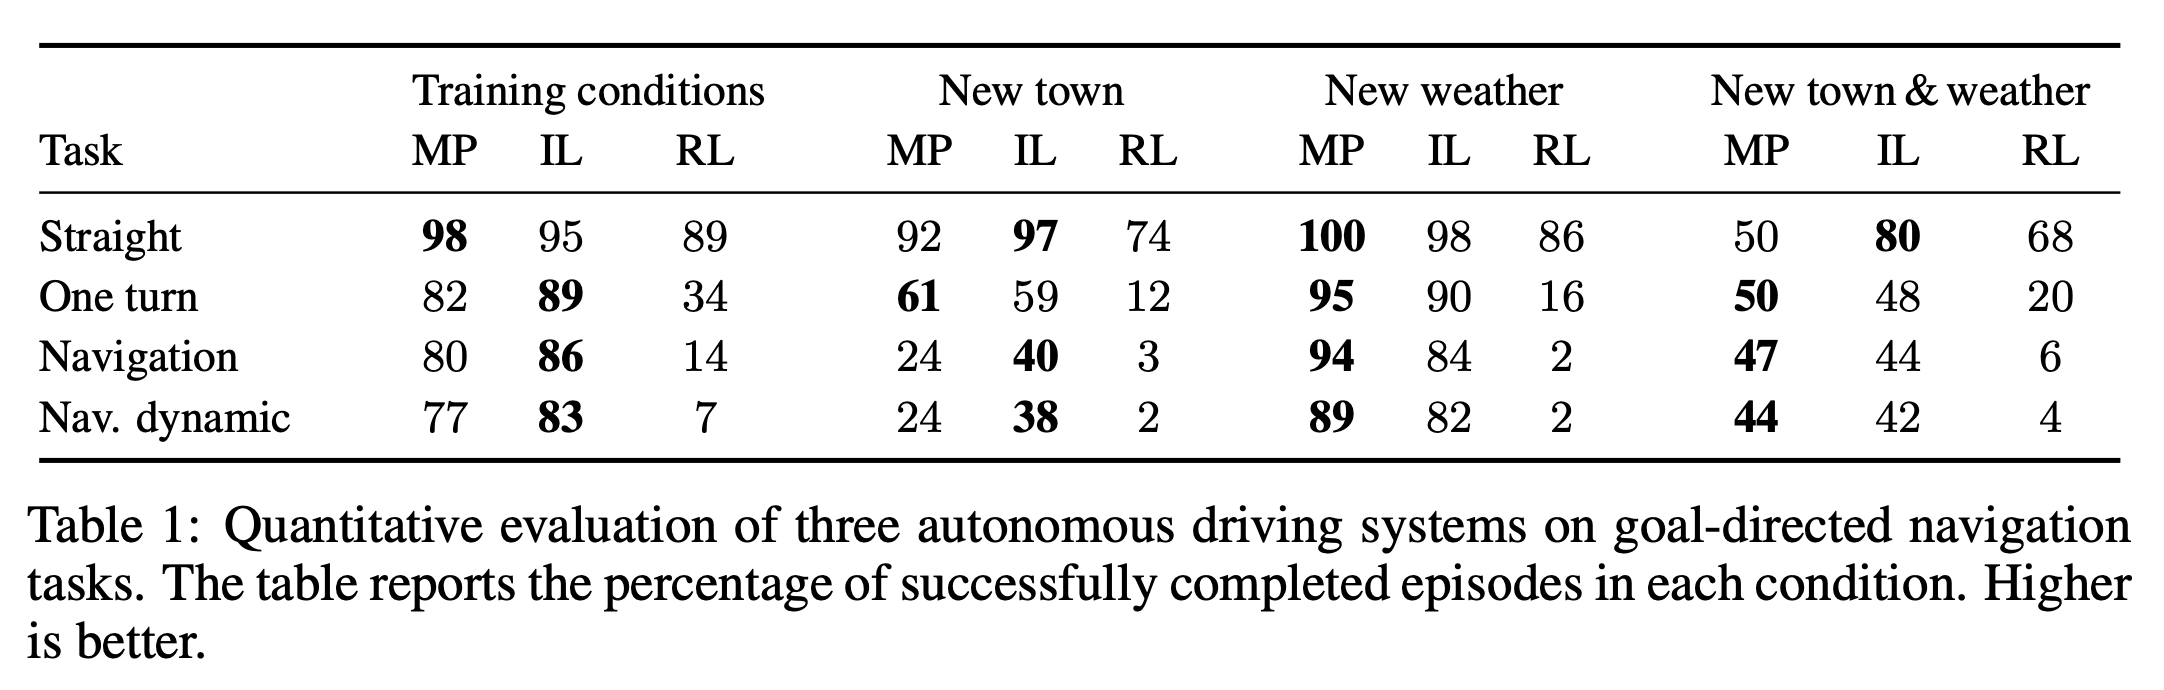 Training conditions New town New weather New town & weather
Task MP IL RL MP IL RL MP IL RL MP IL RL
Straight 98 95 89 92 97 74 100 98 86 50 80 68
One turn 82 89 34 61 59 12 95 90 16 50 48 20
Navigation 80 86 14 24 40 3 94 84 2 47 44 6
Nav. dynamic 77 83 7 24 38 2 89 82 2 44 42 4
Table 1: Quantitative evaluation of three autonomous driving systems on goal-directed navigation
tasks. The table reports the percentage of successfully completed episodes in each condition. Higher
is better.